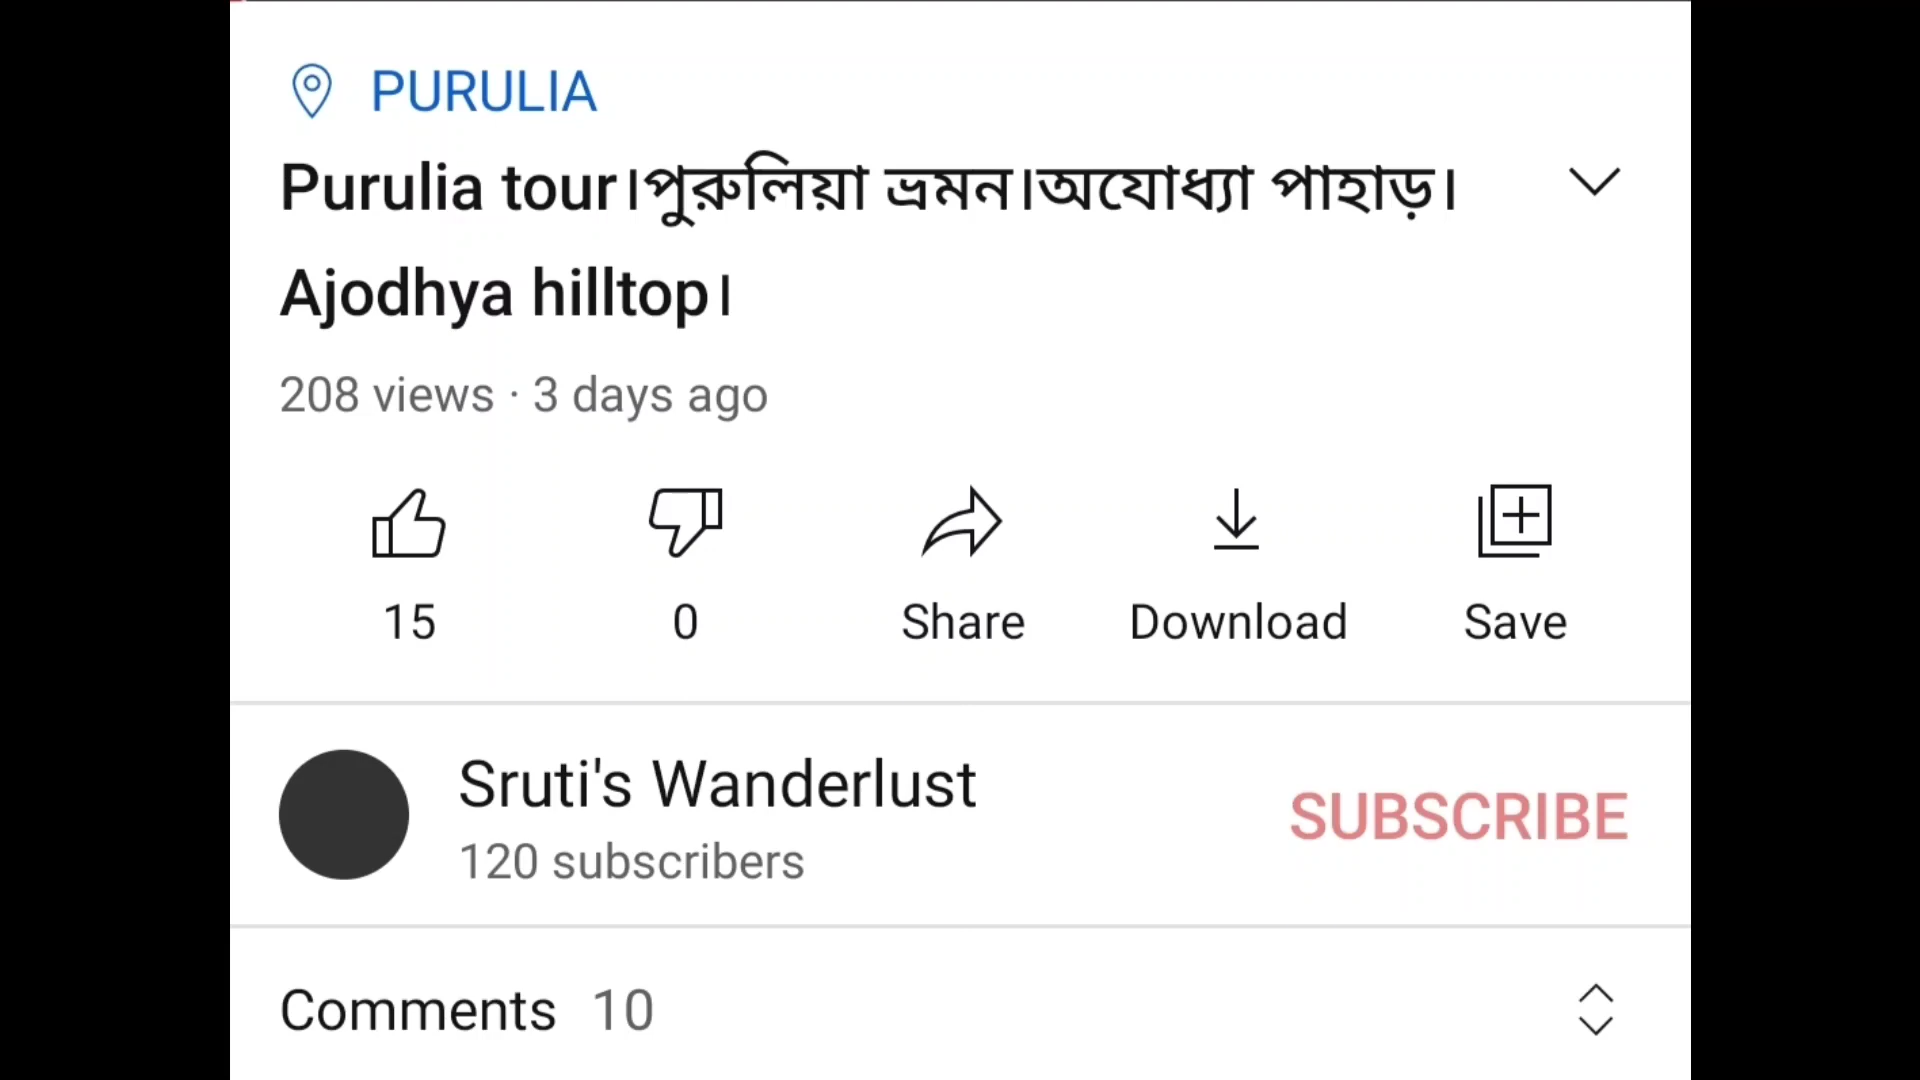 PURULIA
Purulia tour।পুরুলিয়া ভ্রমন।অযোধ্যা পাহাড়।
Ajodhya hilltop।
208 views · 3 days ago
15 0 Share Download Save
Sruti's Wanderlust
SUBSCRIBE
120 subscribers
Comments 10